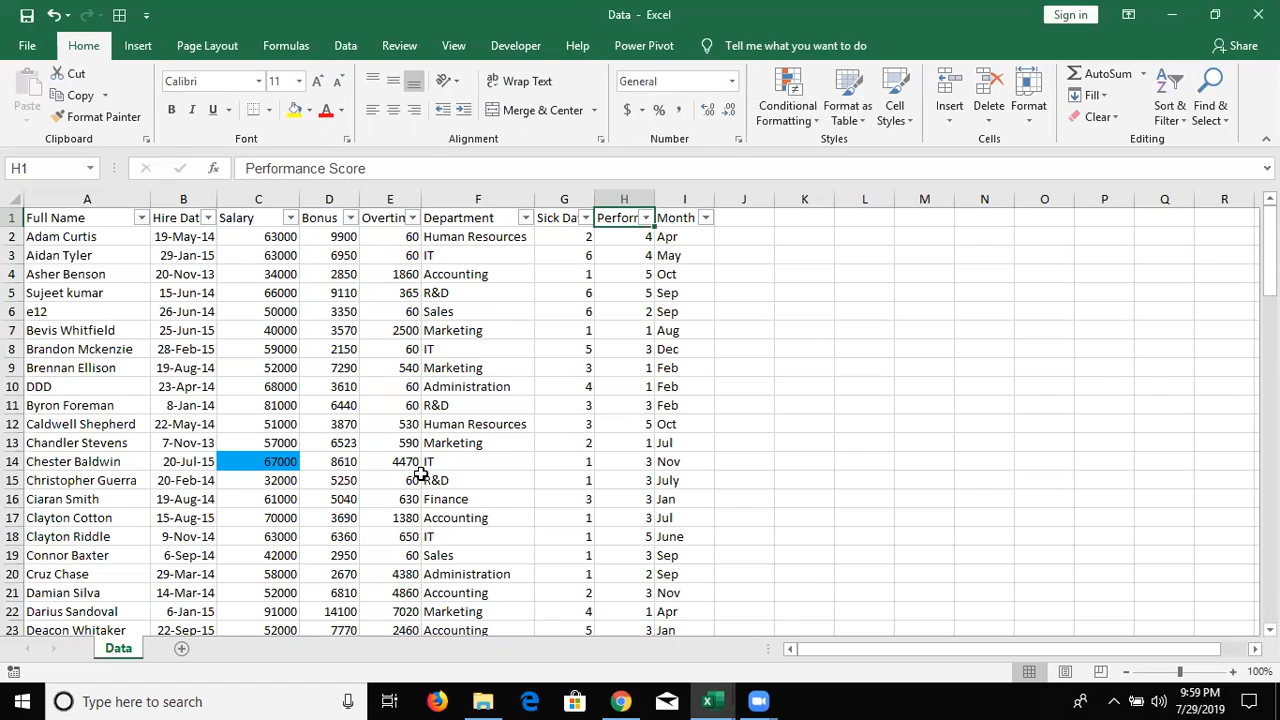 Data - Excel
Sign in
File Home Insert Page Layout Formulas Data Review View Developer Help Power Pivot Tell me what you want to do Share
Paste Cut Copy Format Painter Clipboard
Calibri 11 B I U A Font
Wrap Text Merge & Center Alignment
General $ % , Number
Conditional Formatting Format as Table Cell Styles Styles
Insert Delete Format Cells
AutoSum Fill Clear Sort & Filter Find & Select Editing
H1 fx Performance Score
A B C D E F G H I J K L M N O P Q R
1 Full Name Hire Dat Salary Bonus Overtin Department Sick Da Perforr Month
2 Adam Curtis 19-May-14 63000 9900 60 Human Resources 2 4 Apr
3 Aidan Tyler 29-Jan-15 63000 6950 60 IT 6 4 May
4 Asher Benson 20-Nov-13 34000 2850 1860 Accounting 1 5 Oct
5 Sujeet kumar 15-Jun-14 66000 9110 365 R&D 6 5 Sep
6 e12 26-Jun-14 50000 3350 60 Sales 6 2 Sep
7 Bevis Whitfield 25-Jun-15 40000 3570 2500 Marketing 1 1 Aug
8 Brandon Mckenzie 28-Feb-15 59000 2150 60 IT 5 3 Dec
9 Brennan Ellison 19-Aug-14 52000 7290 540 Marketing 3 1 Feb
10 DDD 23-Apr-14 68000 3610 60 Administration 4 1 Feb
11 Byron Foreman 8-Jan-14 81000 6440 60 R&D 3 3 Feb
12 Caldwell Shepherd 22-May-14 51000 3870 530 Human Resources 3 5 Oct
13 Chandler Stevens 7-Nov-13 57000 6523 590 Marketing 2 1 Jul
14 Chester Baldwin 20-Jul-15 67000 8610 4470 IT 1 3 Nov
15 Christopher Guerra 20-Feb-14 32000 5250 60 R&D 1 3 July
16 Ciaran Smith 19-Aug-14 61000 5040 630 Finance 3 3 Jan
17 Clayton Cotton 15-Aug-15 70000 3690 1380 Accounting 1 3 Jul
18 Clayton Riddle 9-Nov-14 63000 6360 650 IT 1 5 June
19 Connor Baxter 6-Sep-14 42000 2950 60 Sales 1 3 Sep
20 Cruz Chase 29-Mar-14 58000 2670 4380 Administration 1 2 Sep
21 Damian Silva 14-Mar-14 52000 6810 4860 Accounting 2 3 Nov
22 Darius Sandoval 6-Jan-15 91000 14100 7020 Marketing 4 1 Apr
23 Deacon Whitaker 22-Sep-15 52000 7770 2460 Accounting 5 3 Jan
Data
100%
Type here to search
9:59 PM
7/29/2019